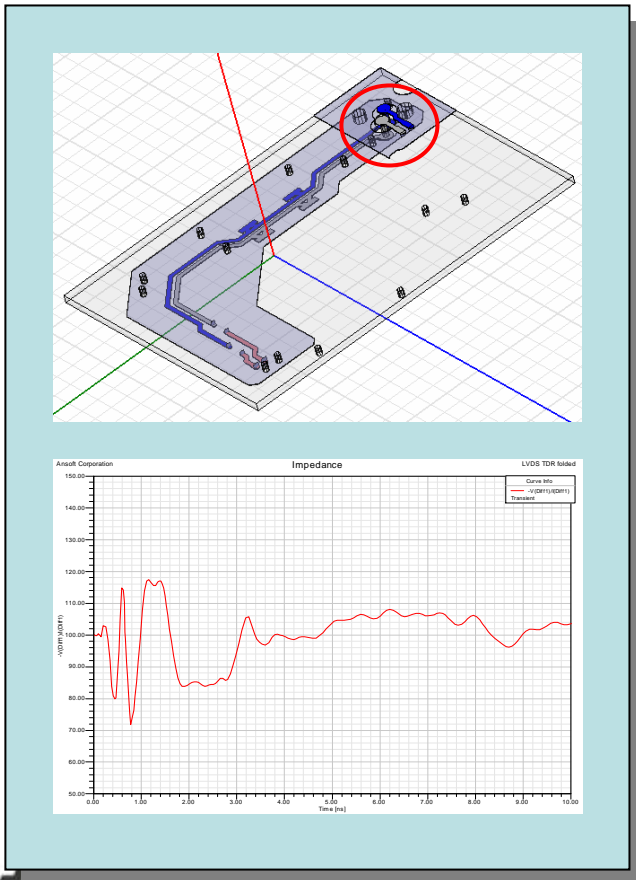 Ansoft Corporation
Impedance
LVDS TDR folded
Curve Info
-V(Diff1)/I(Diff1)
Transient
150.00
140.00
130.00
120.00
110.00
100.00
90.00
80.00
70.00
60.00
50.00
-V(Diff1)/I(Diff1)
0.00 1.00 2.00 3.00 4.00 5.00 6.00 7.00 8.00 9.00 10.00
Time [ns]